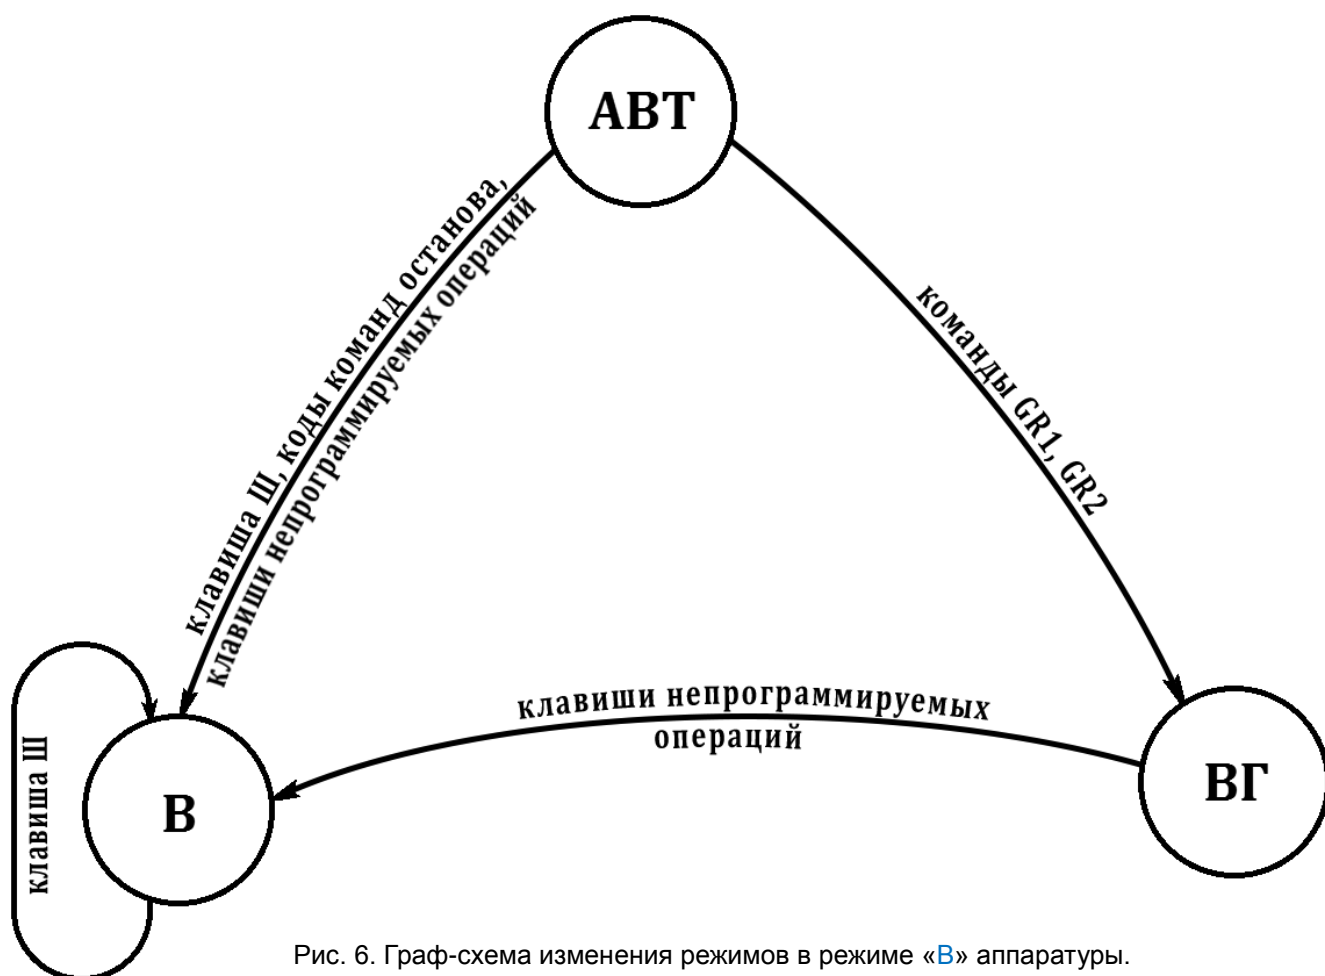 АВТ
клавиша Ш, коды команд останова,
клавиши непрограммируемых операций
команды GR1, GR2
клавиши непрограммируемых
операций
клавиша Ш
В
ВГ
Рис. 6. Граф-схема изменения режимов в режиме «В» аппаратуры.